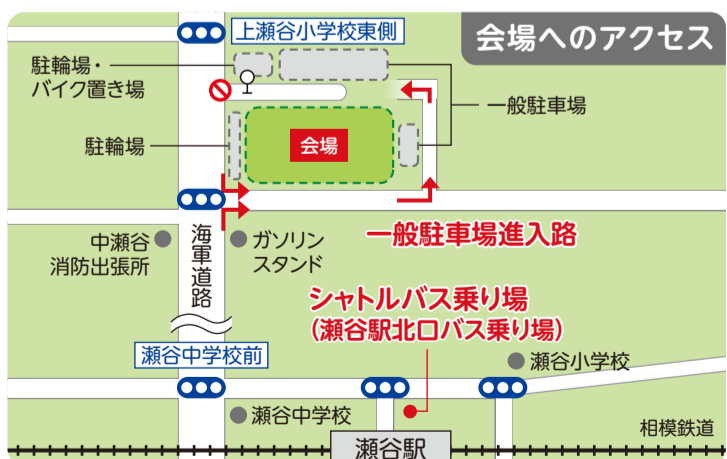 会場へのアクセス
上瀬谷小学校東側
駐輪場・
バイク置き場
一般駐車場
駐輪場
会場
中瀬谷
消防出張所
海軍道路
ガソリン
スタンド
一般駐車場進入路
シャトルバス乗り場
（瀬谷駅北口バス乗り場）
瀬谷中学校前
瀬谷小学校
瀬谷中学校
相模鉄道
瀬谷駅